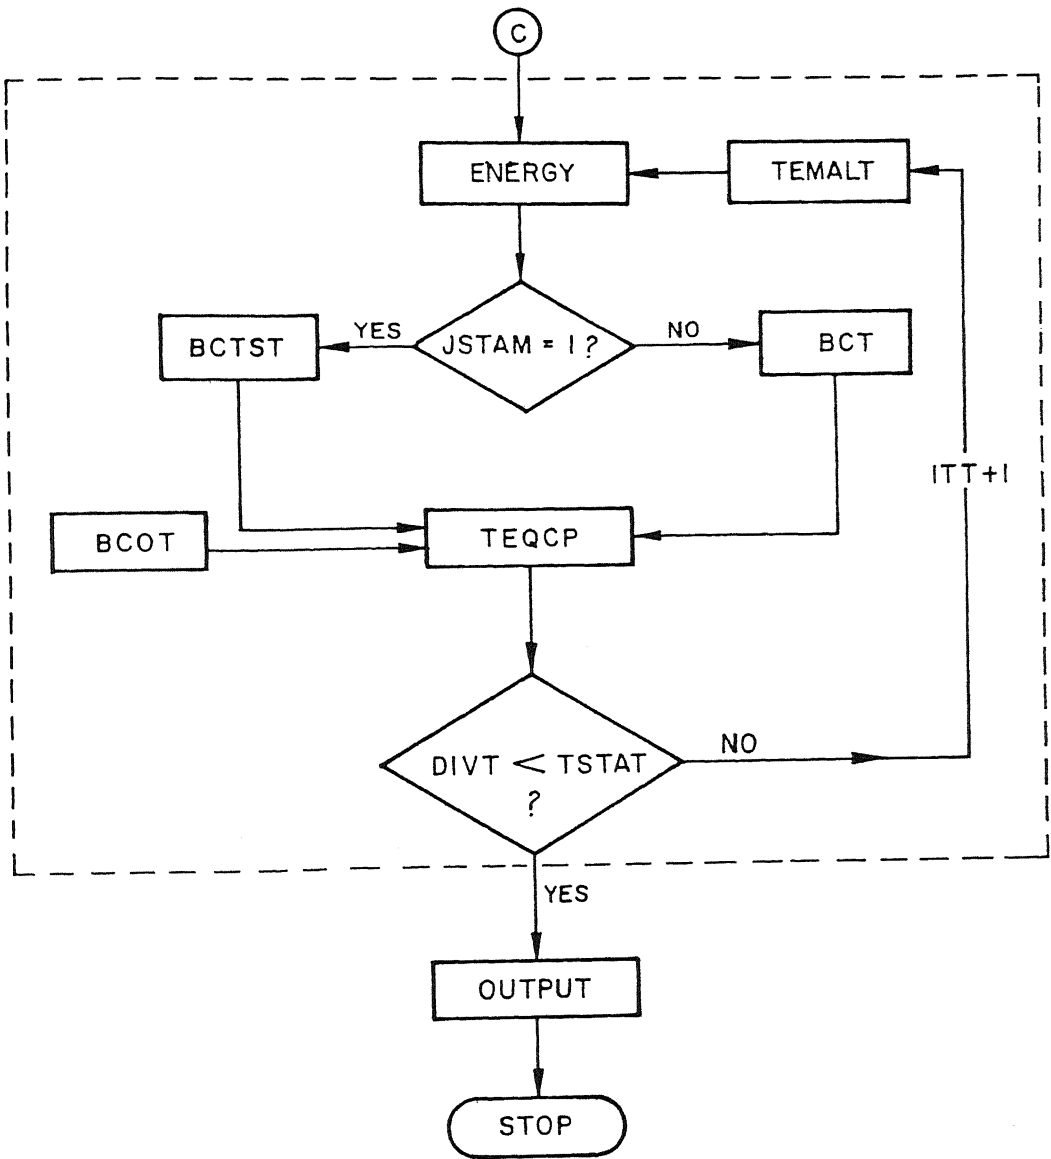 C
ENERGY
TEMALT
JSTAM = 1 ?
YES
NO
BCTST
BCT
ITT+1
BCOT
TEQCP
DIVT < TSTAT
?
NO
YES
OUTPUT
STOP